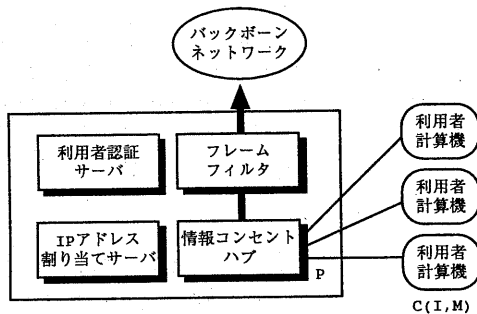 バックボーン
ネットワーク
利用者認証
サーバ
フレーム
フィルタ
IPアドレス
割り当てサーバ
情報コンセント
ハブ
P
利用者
計算機
利用者
計算機
利用者
計算機
C(I,M)